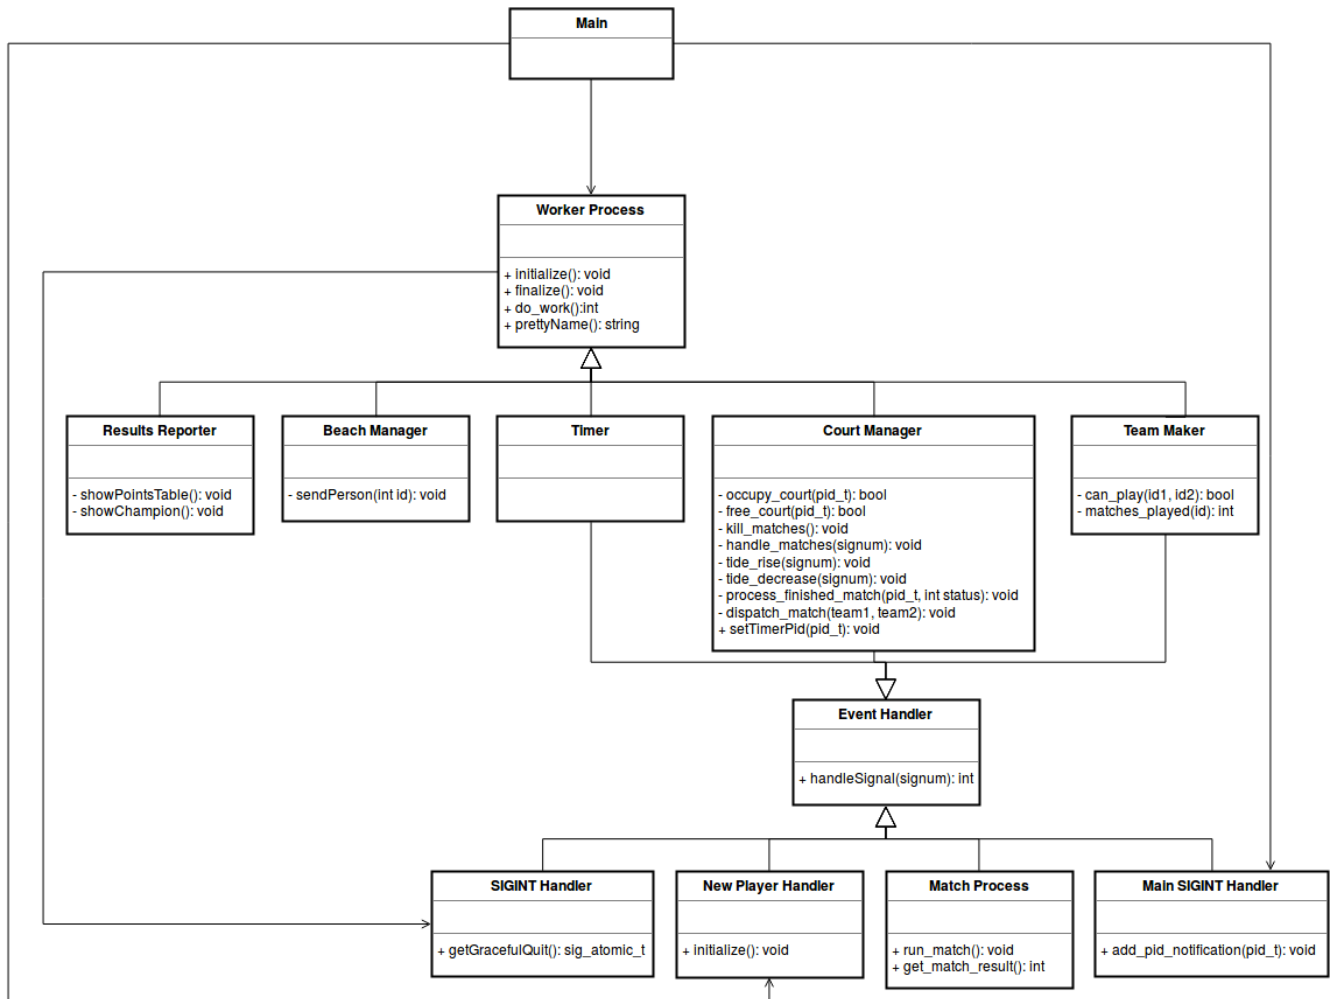 Main
Worker Process
+ initialize(): void
+ finalize(): void
+ do_work():int
+ prettyName(): string
Results Reporter
- showPointsTable(): void
- showChampion(): void
Beach Manager
- sendPerson(int id): void
Timer
Court Manager
- occupy_court(pid_t): bool
- free_court(pid_t): bool
- kill_matches(): void
- handle_matches(signum): void
- tide_rise(signum): void
- tide_decrease(signum): void
- process_finished_match(pid_t, int status): void
- dispatch_match(team1, team2): void
+ setTimerPid(pid_t): void
Team Maker
- can_play(id1, id2): bool
- matches_played(id): int
Event Handler
+ handleSignal(signum): int
SIGINT Handler
+ getGracefulQuit(): sig_atomic_t
New Player Handler
+ initialize(): void
Match Process
+ run_match(): void
+ get_match_result(): int
Main SIGINT Handler
+ add_pid_notification(pid_t): void